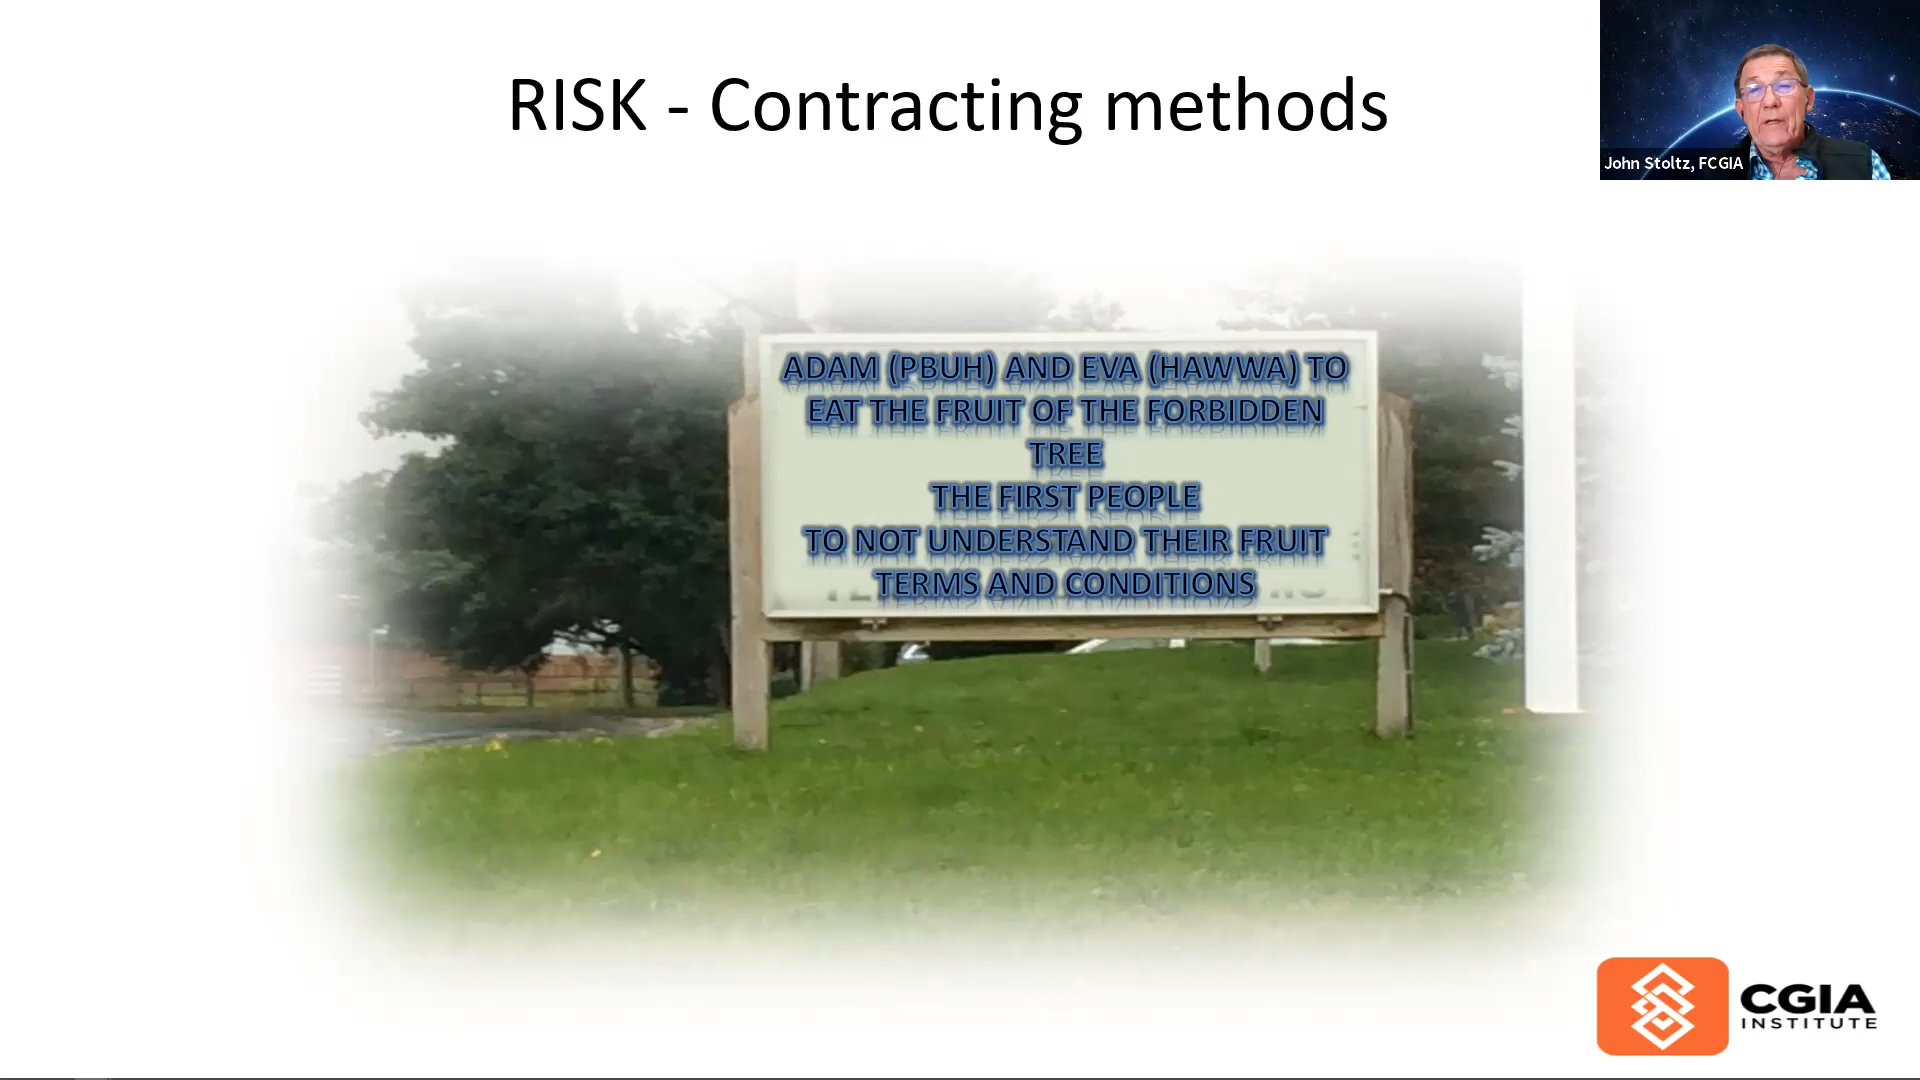 RISK - Contracting methods
John Stoltz, FCGIA
ADAM (PBUH) AND EVA (HAWWA) TO
EAT THE FRUIT OF THE FORBIDDEN
TREE
THE FIRST PEOPLE
TO NOT UNDERSTAND THEIR FRUIT
TERMS AND CONDITIONS
CGIA
INSTITUTE